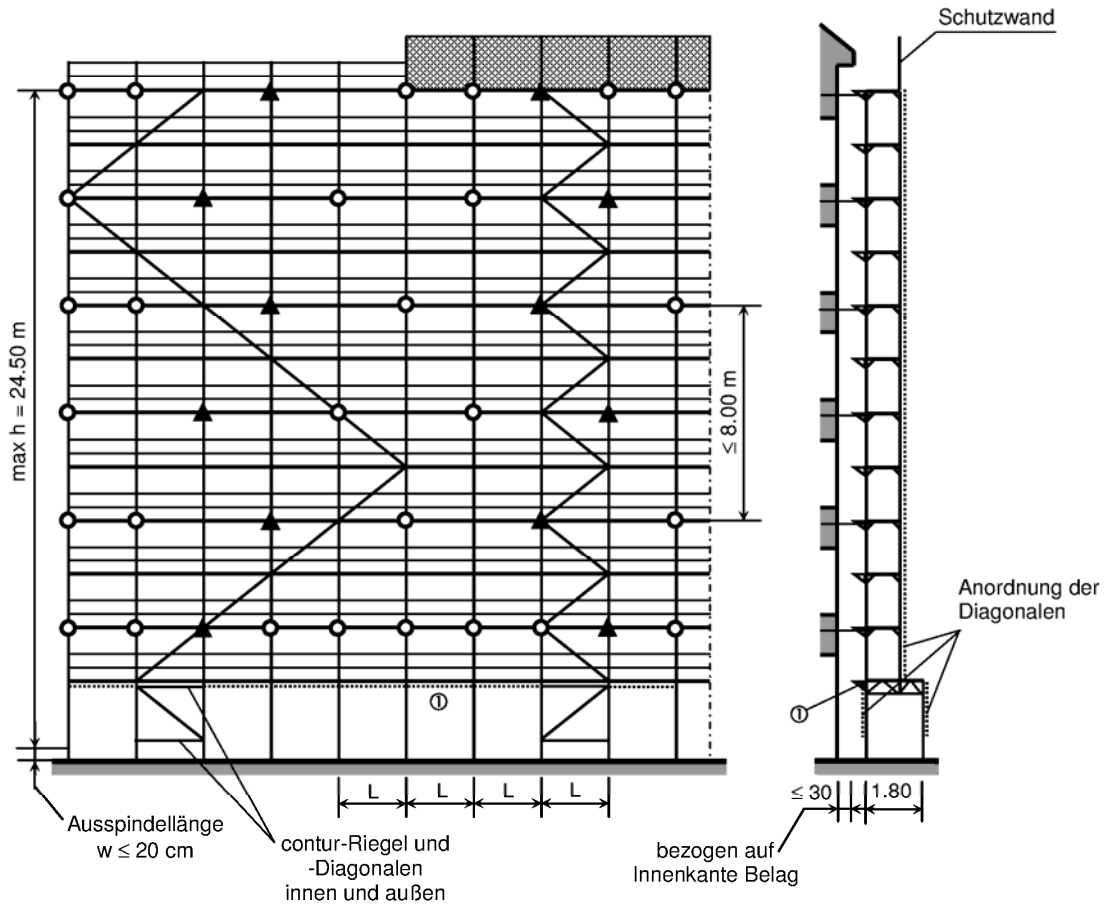 Schutzwand
max h = 24.50 m
≤ 8.00 m
Anordnung der
Diagonalen
①
①
L
L
L
L
≤ 30
1.80
Ausspindellänge
w ≤ 20 cm
contur-Riegel und
-Diagonalen
innen und außen
bezogen auf
Innenkante Belag